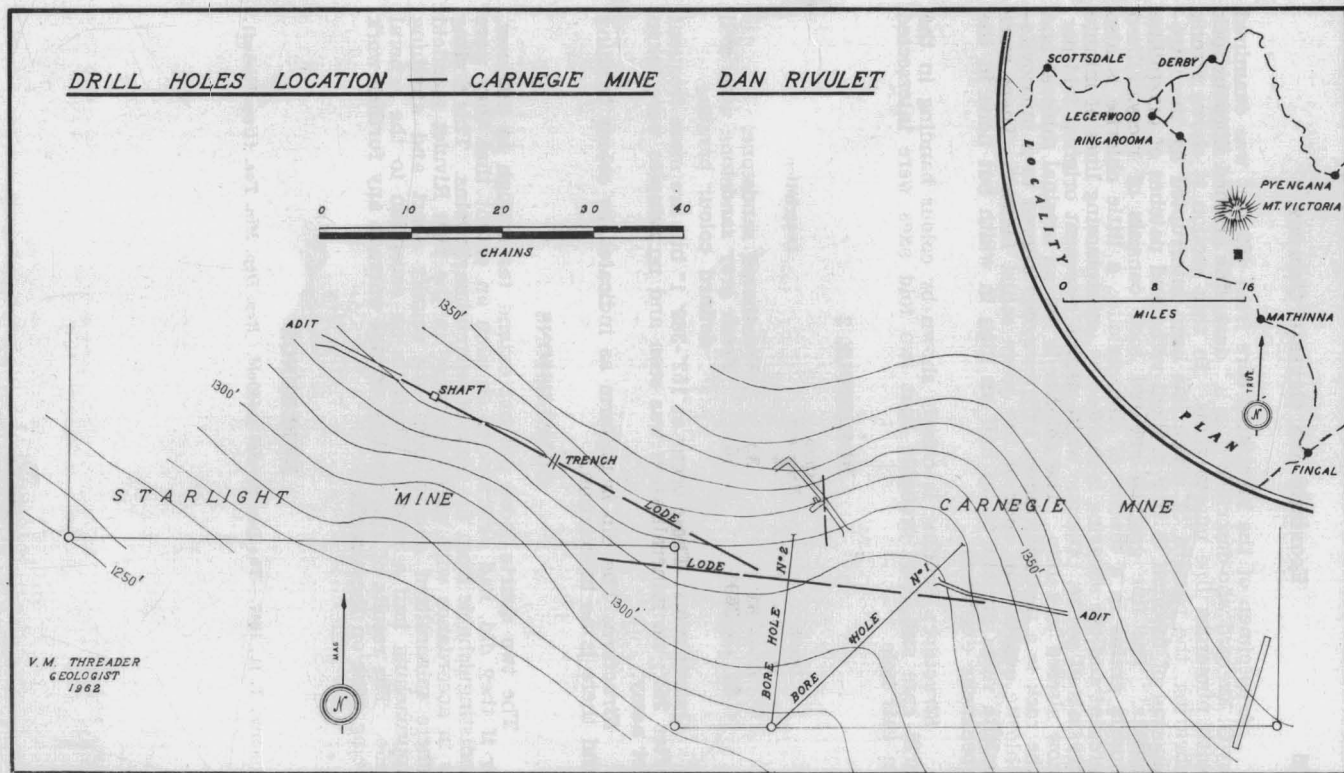 DRILL HOLES LOCATION — CARNEGIE MINE DAN RIVULET
0 10 20 30 40
CHAINS
SCOTTSDALE
DERBY
LEGERWOOD
RINGAROOMA
PYENGANA
MT. VICTORIA
LOCALITY PLAN
0 8 16
MILES
MATHINNA
TRUE
N
FINGAL
1350'
ADIT
1300'
SHAFT
TRENCH
STARLIGHT MINE
LODE
CARNEGIE MINE
1250'
LODE
BORE HOLE Nº2
BORE HOLE Nº1
1350'
1300'
ADIT
MAG
N
V. M. THREADER
GEOLOGIST
1962